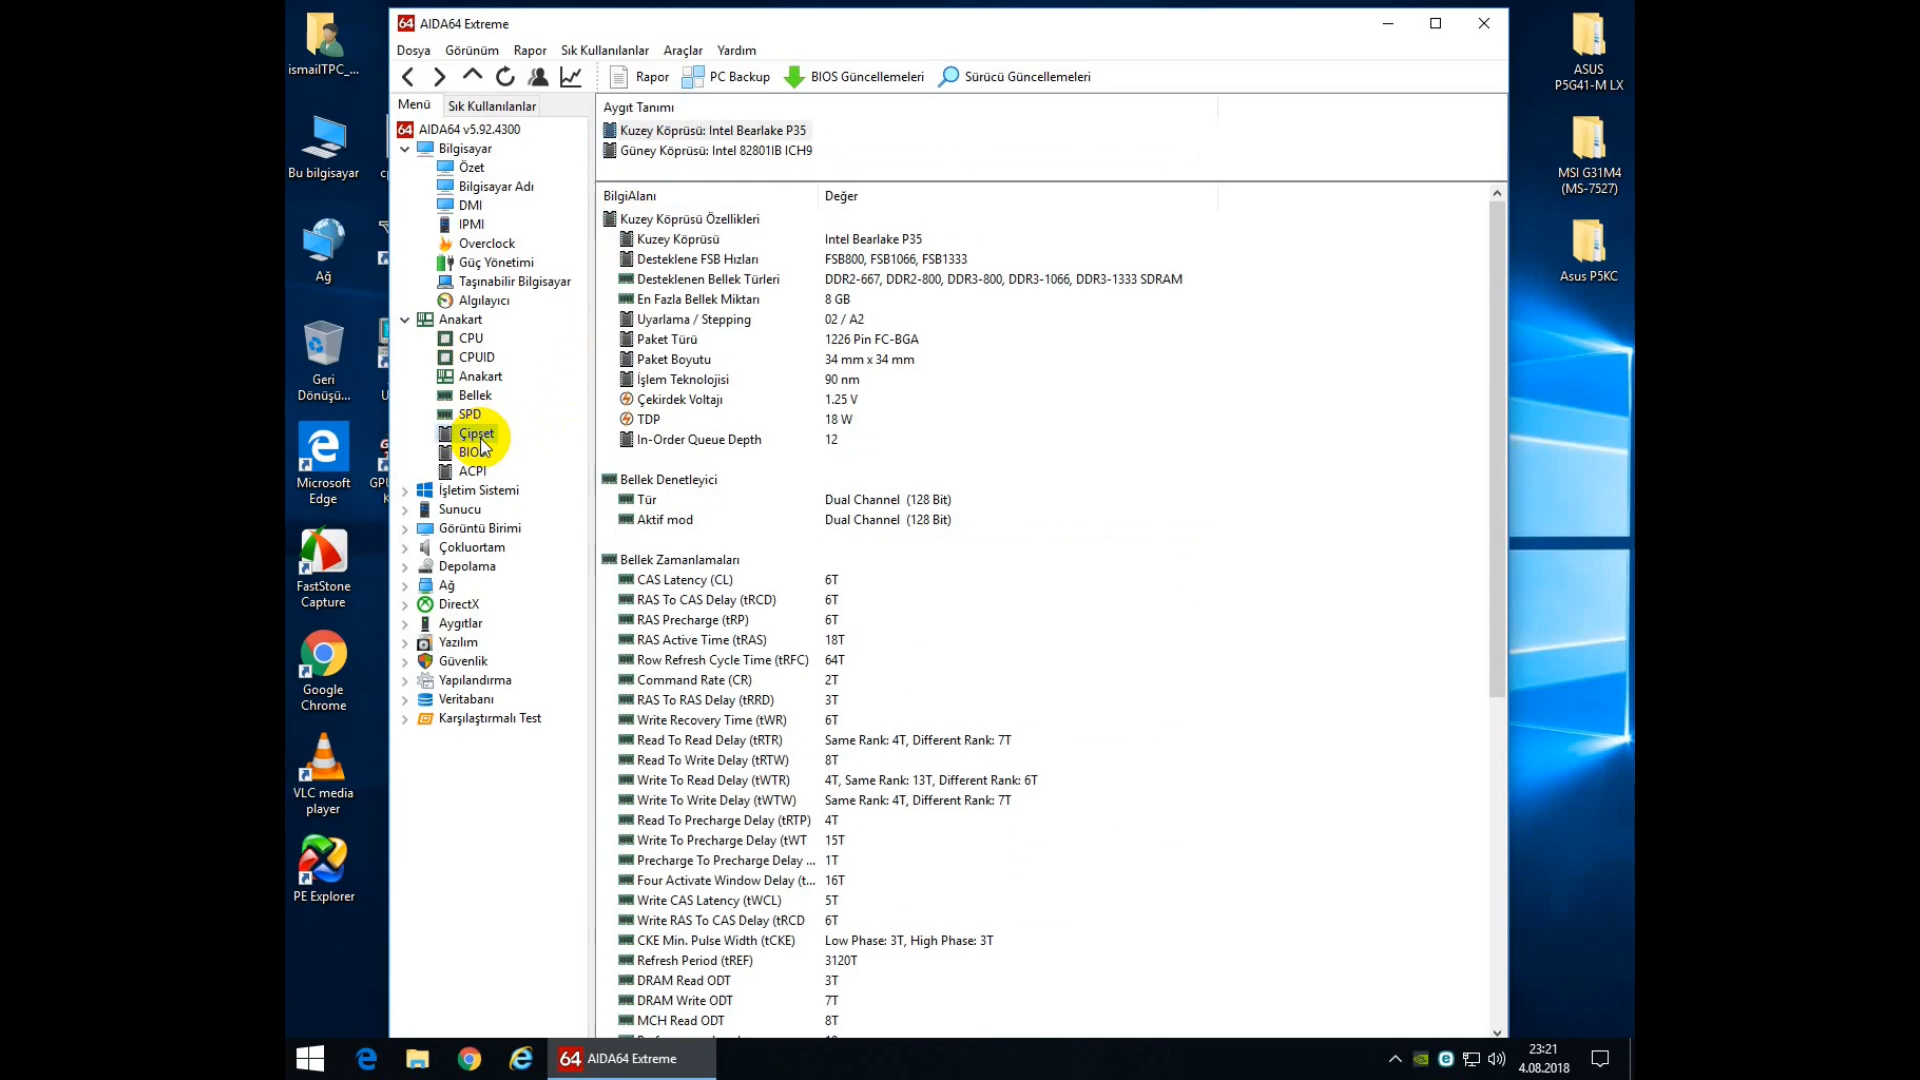 ismailTPC_...
Bu bilgisayar
Ağ
Geri
Dönüşü...
Microsoft
Edge
FastStone
Capture
Google
Chrome
VLC media
player
PE Explorer
64 AIDA64 Extreme
Dosya Görünüm Rapor Sık Kullanılanlar Araçlar Yardım
Rapor PC Backup BIOS Güncellemeleri Sürücü Güncellemeleri
Menü Sık Kullanılanlar
64 AIDA64 v5.92.4300
Bilgisayar
Özet
Bilgisayar Adı
DMI
IPMI
Overclock
Güç Yönetimi
Taşınabilir Bilgisayar
Algılayıcı
Anakart
CPU
CPUID
Anakart
Bellek
SPD
Çipset
ACPI
İşletim Sistemi
Sunucu
Görüntü Birimi
Çokluortam
Depolama
Ağ
DirectX
Aygıtlar
Yazılım
Güvenlik
Yapılandırma
Veritabanı
Karşılaştırmalı Test
Aygıt Tanımı
Kuzey Köprüsü: Intel Bearlake P35
Güney Köprüsü: Intel 82801IB ICH9
BilgiAlanı Değer
Kuzey Köprüsü Özellikleri
Kuzey Köprüsü Intel Bearlake P35
Desteklene FSB Hızları FSB800, FSB1066, FSB1333
Desteklenen Bellek Türleri DDR2-667, DDR2-800, DDR3-800, DDR3-1066, DDR3-1333 SDRAM
En Fazla Bellek Miktarı 8 GB
Uyarlama / Stepping 02 / A2
Paket Türü 1226 Pin FC-BGA
Paket Boyutu 34 mm x 34 mm
İşlem Teknolojisi 90 nm
Çekirdek Voltajı 1.25 V
TDP 18 W
In-Order Queue Depth 12
Bellek Denetleyici
Tür Dual Channel (128 Bit)
Aktif mod Dual Channel (128 Bit)
Bellek Zamanlamaları
CAS Latency (CL) 6T
RAS To CAS Delay (tRCD) 6T
RAS Precharge (tRP) 6T
RAS Active Time (tRAS) 18T
Row Refresh Cycle Time (tRFC) 64T
Command Rate (CR) 2T
RAS To RAS Delay (tRRD) 3T
Write Recovery Time (tWR) 6T
Read To Read Delay (tRTR) Same Rank: 4T, Different Rank: 7T
Read To Write Delay (tRTW) 8T
Write To Read Delay (tWTR) 4T, Same Rank: 13T, Different Rank: 6T
Write To Write Delay (tWTW) Same Rank: 4T, Different Rank: 7T
Read To Precharge Delay (tRTP) 4T
Write To Precharge Delay (tWT 15T
Precharge To Precharge Delay ... 1T
Four Activate Window Delay (t... 16T
Write CAS Latency (tWCL) 5T
Write RAS To CAS Delay (tRCD 6T
CKE Min. Pulse Width (tCKE) Low Phase: 3T, High Phase: 3T
Refresh Period (tREF) 3120T
DRAM Read ODT 3T
DRAM Write ODT 7T
MCH Read ODT 8T
ASUS
P5G41-M LX
MSI G31M4
(MS-7527)
Asus P5KC
64 AIDA64 Extreme
23:21
4.08.2018